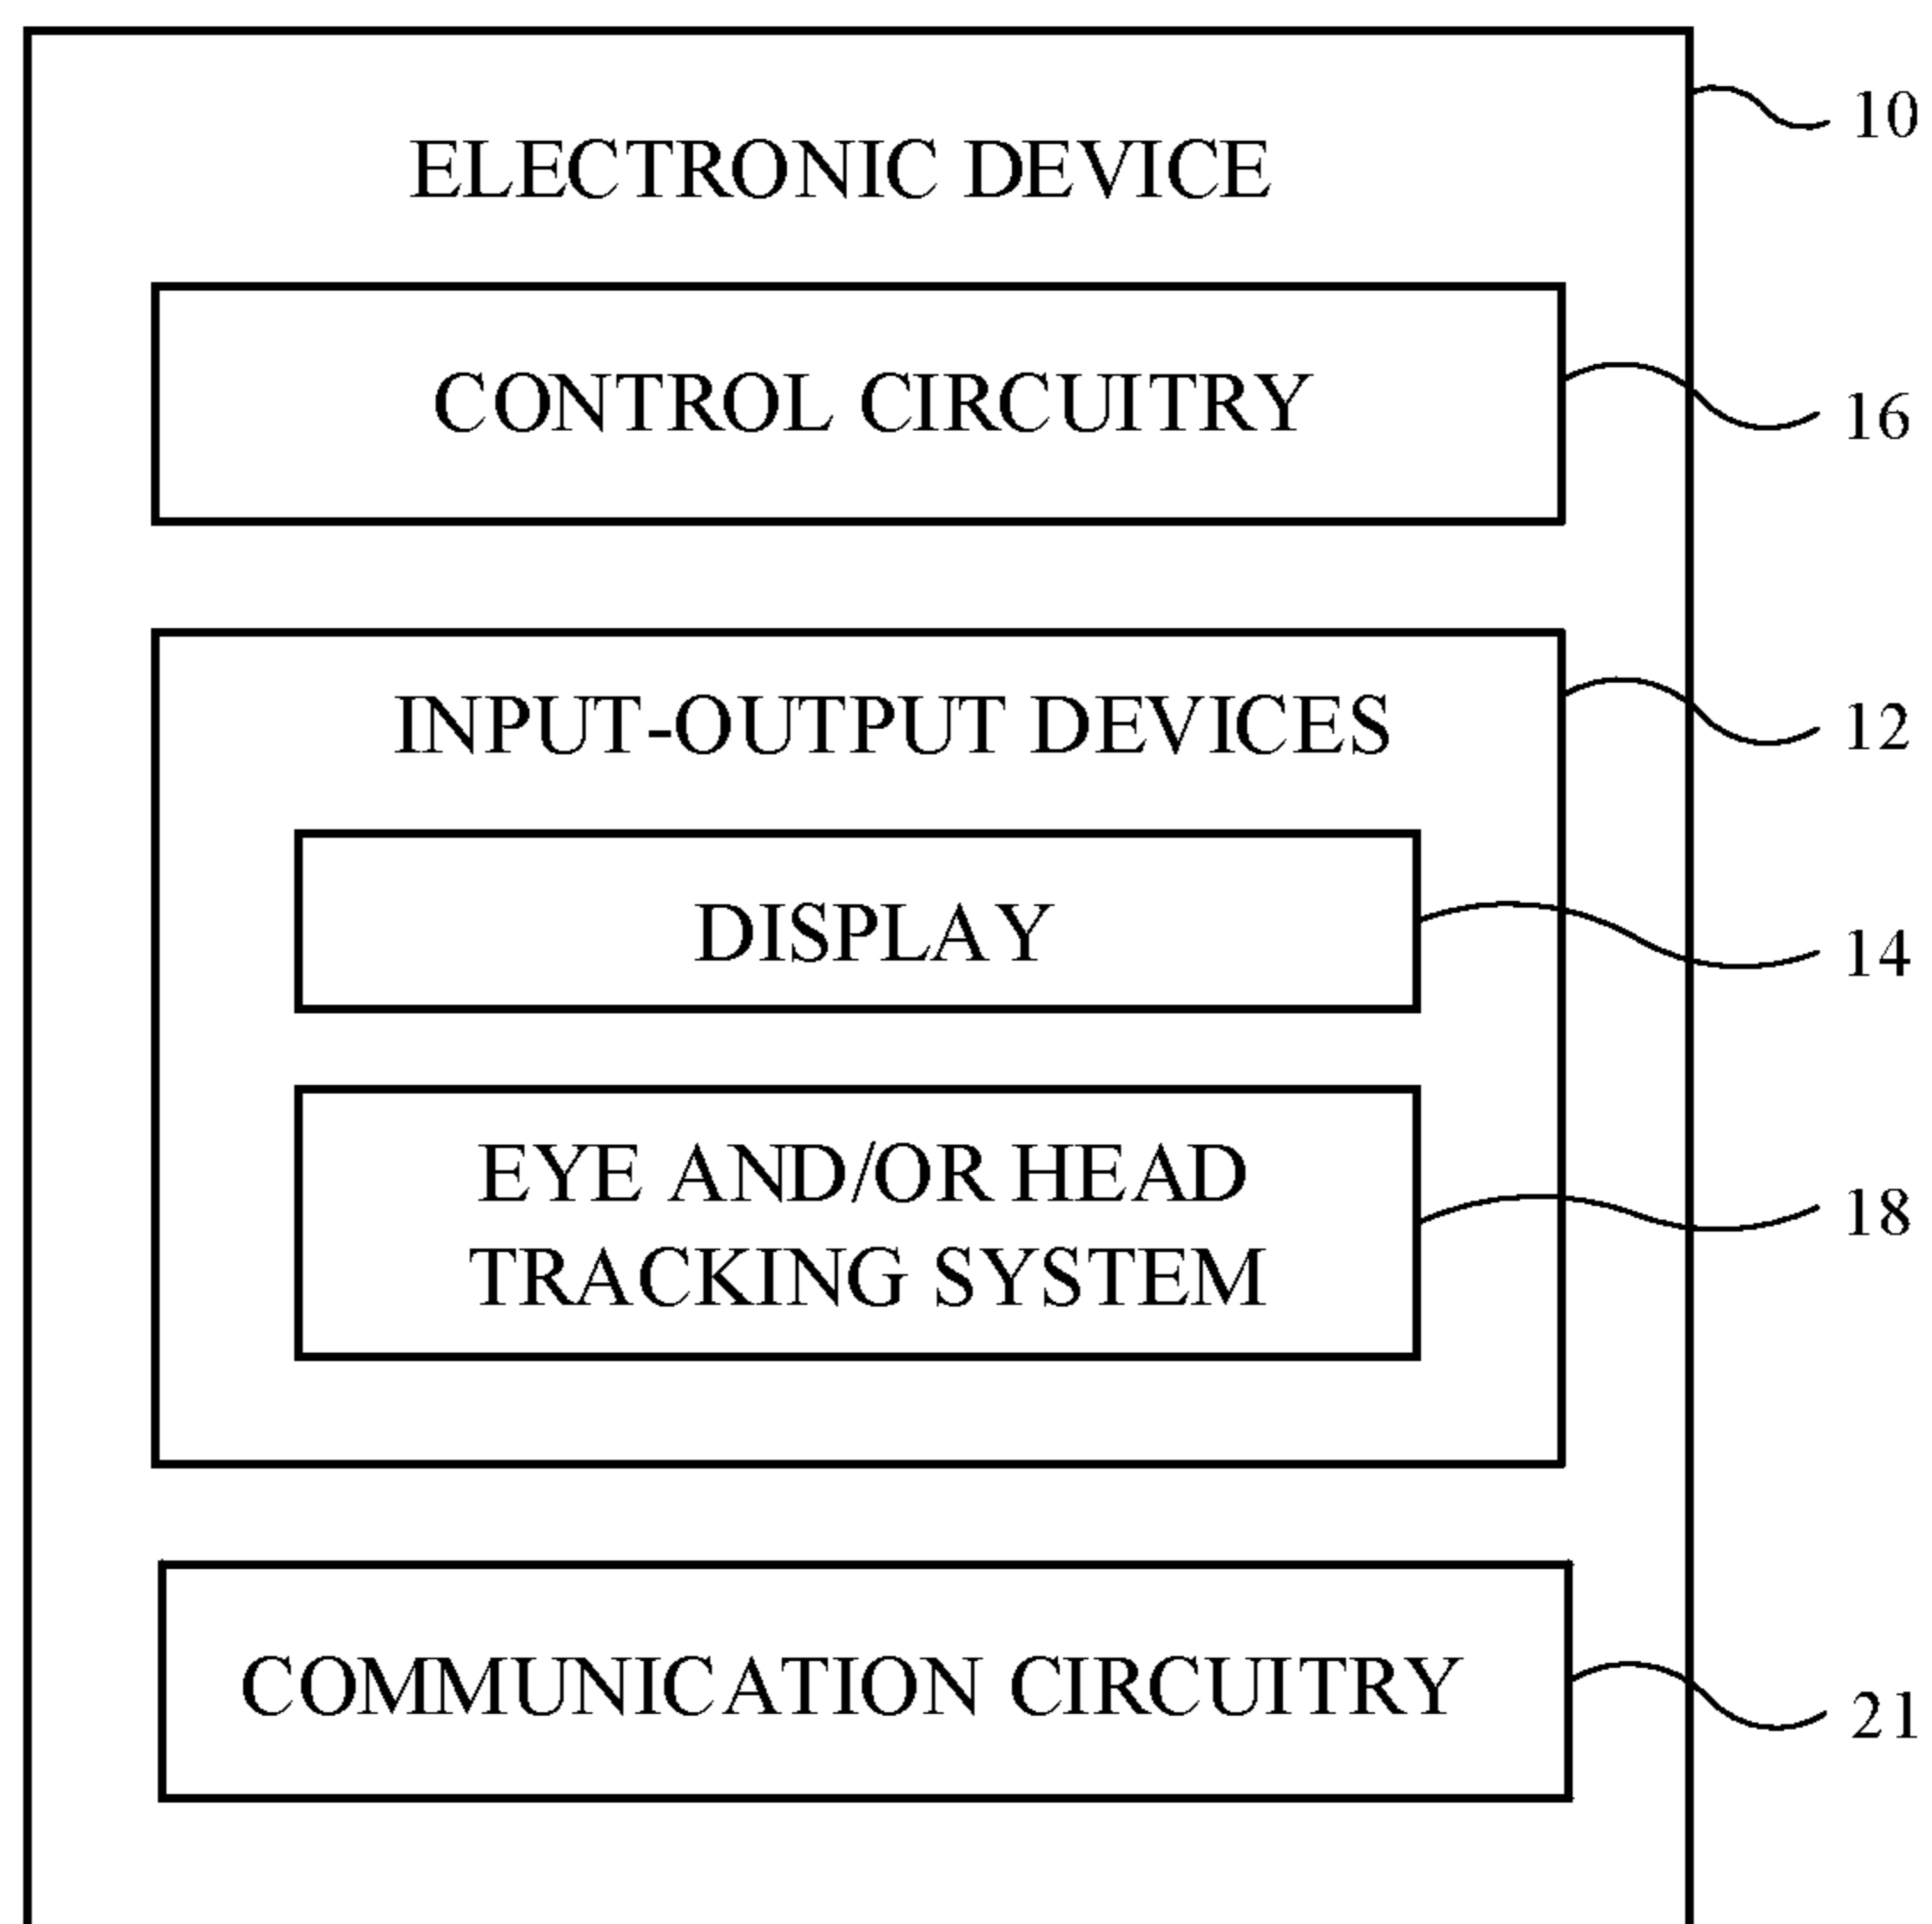 ELECTRONIC DEVICE
10
CONTROL CIRCUITRY
16
INPUT-OUTPUT DEVICES
12
DISPLAY
14
EYE AND/OR HEAD
TRACKING SYSTEM
18
COMMUNICATION CIRCUITRY
21